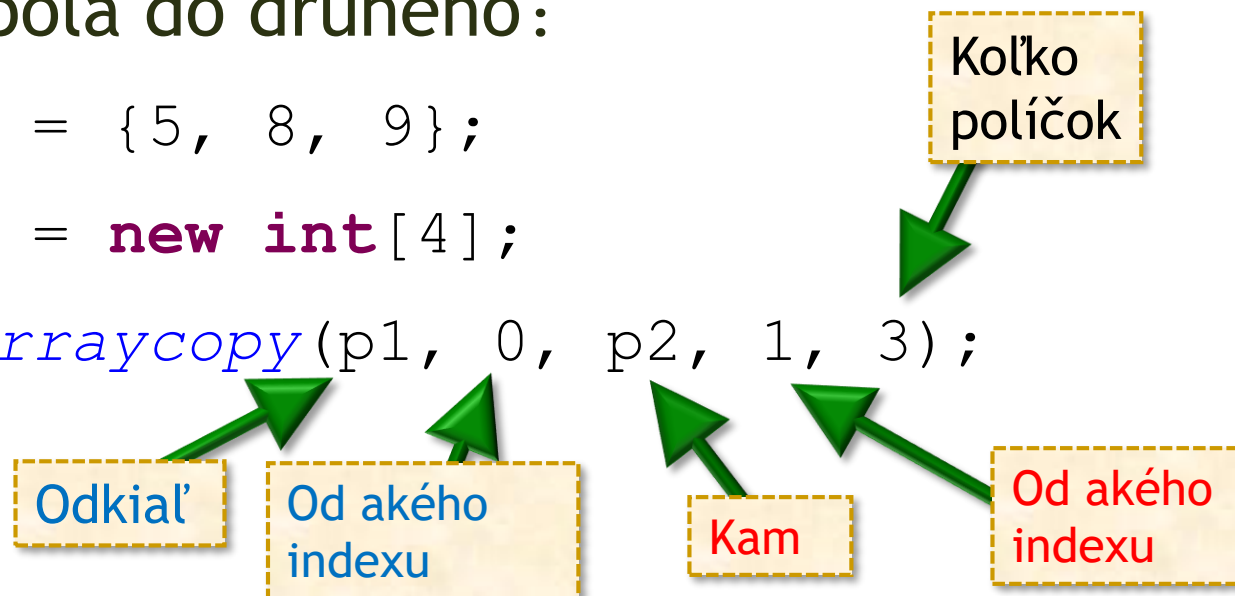 pola do druhého:
Koľko
políčok
= {5, 8, 9};
= new int[4];
rraycopy(p1, 0, p2, 1, 3);
Odkiaľ
Od akého
indexu
Kam
Od akého
indexu